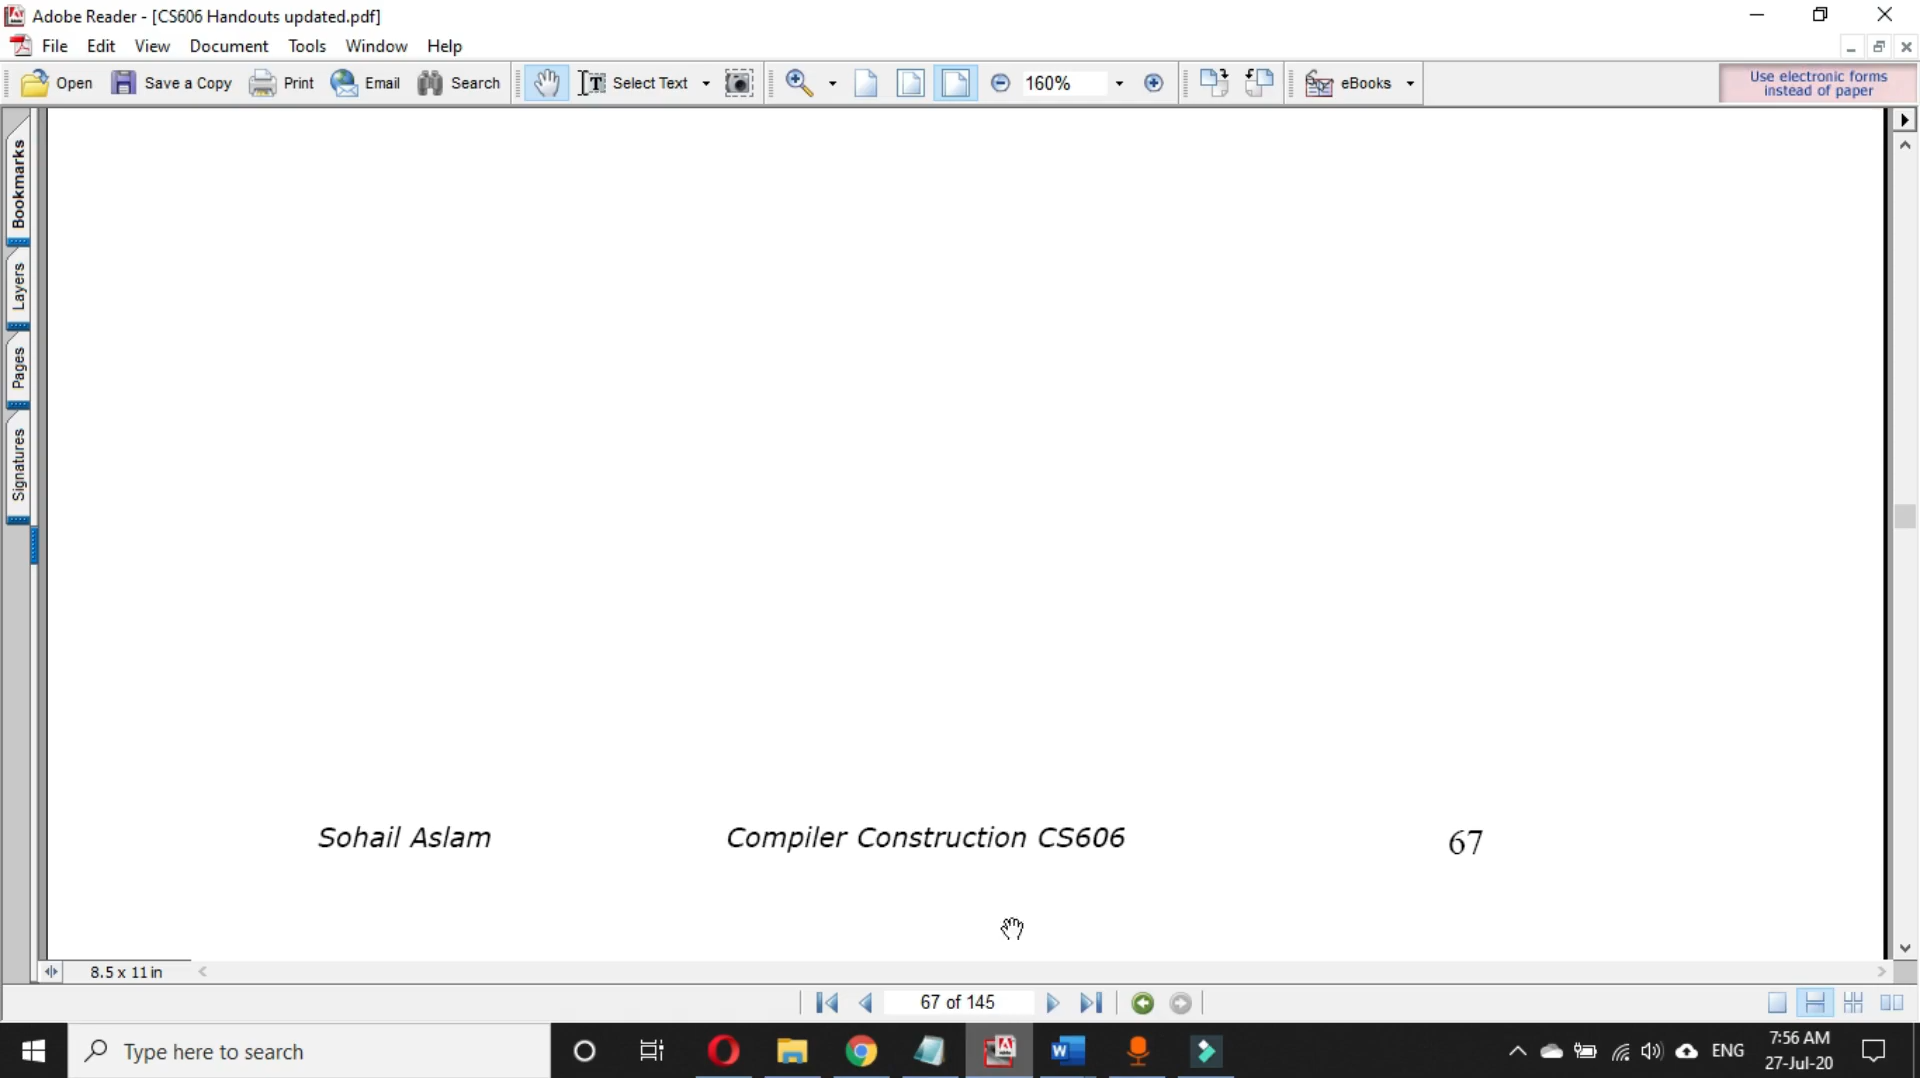 Adobe Reader - [CS606 Handouts updated.pdf]
File Edit View Document Tools Window Help
Open Save a Copy Print Email Search Select Text 160% eBooks
Use electronic forms
instead of paper
Bookmarks
Layers
Pages
Signatures
Sohail Aslam Compiler Construction CS606 67
8.5 x 11 in
67 of 145
Type here to search
ENG
7:56 AM
27-Jul-20